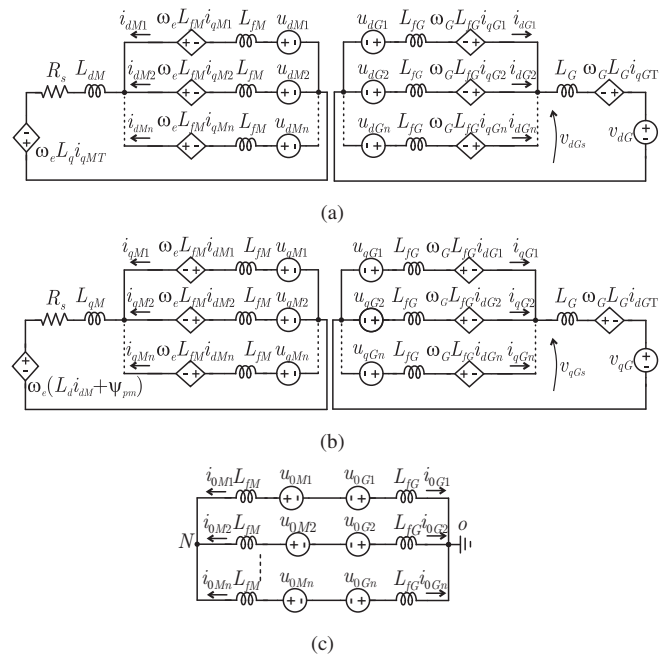 i_dM1 ω_e L_fM i_qM1 L_fM u_dM1 u_dG1 L_fG ω_G L_fG i_qG1 i_dG1
R_s L_dM i_dM2 ω_e L_fM i_qM2 L_fM u_dM2 u_dG2 L_fG ω_G L_fG i_qG2 i_dG2 L_G ω_G L_G i_qGT
i_dMn ω_e L_fM i_qMn L_fM u_dMn u_dGn L_fG ω_G L_fG i_qGn i_dGn
ω_e L_q i_qMT v_dGs v_dG
(a)
i_qM1 ω_e L_fM i_dM1 L_fM u_qM1 u_qG1 L_fG ω_G L_fG i_dG1 i_qG1
R_s L_qM i_qM2 ω_e L_fM i_dM2 L_fM u_qM2 u_qG2 L_fG ω_G L_fG i_dG2 i_qG2 L_G ω_G L_G i_dGT
i_qMn ω_e L_fM i_dMn L_fM u_qMn u_qGn L_fG ω_G L_fG i_dGn i_qGn
ω_e(L_d i_dM+ψ_pm) v_qGs v_qG
(b)
i_0M1 L_fM u_0M1 u_0G1 L_fG i_0G1
i_0M2 L_fM u_0M2 u_0G2 L_fG i_0G2 o
N
i_0Mn L_fM u_0Mn u_0Gn L_fG i_0Gn
(c)